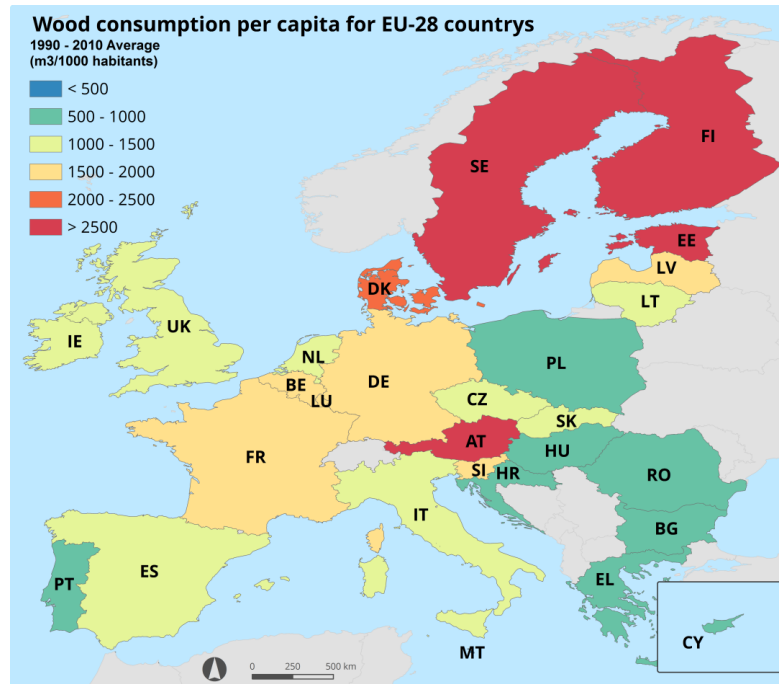 Wood consumption per capita for EU-28 countrys
1990 - 2010 Average
(m3/1000 habitants)
< 500
500 - 1000
1000 - 1500
1500 - 2000
2000 - 2500
> 2500
FI
SE
EE
LV
DK
LT
UK
IE
NL
PL
BE
DE
LU
CZ
SK
AT
HU
FR
SI
HR
RO
IT
BG
ES
PT
EL
CY
MT
0 250 500 km